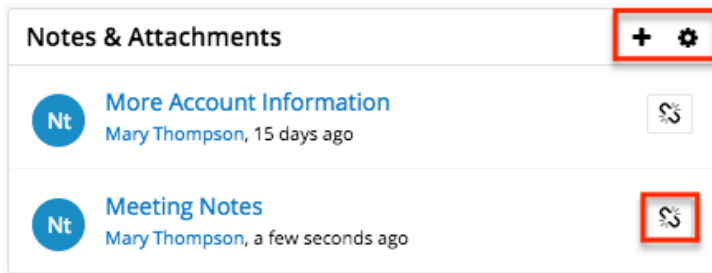 Notes & Attachments
Nt
More Account Information
Mary Thompson, 15 days ago
Nt
Meeting Notes
Mary Thompson, a few seconds ago